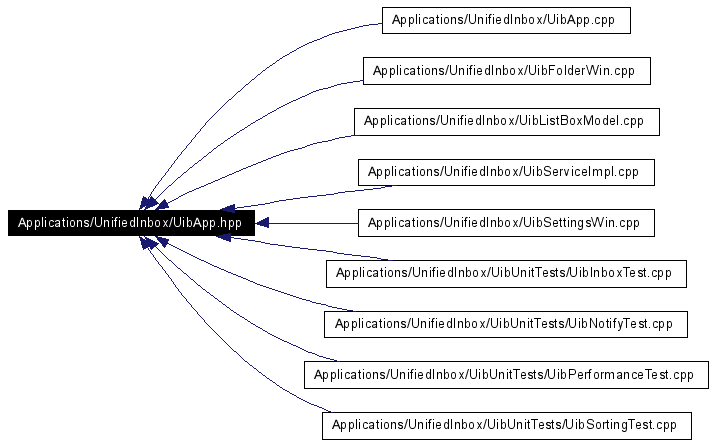 Applications/UnifiedInbox/UibApp.cpp
Applications/UnifiedInbox/UibFolderWin.cpp
Applications/UnifiedInbox/UibListBoxModel.cpp
Applications/UnifiedInbox/UibServiceImpl.cpp
Applications/UnifiedInbox/UibApp.hpp
Applications/UnifiedInbox/UibSettingsWin.cpp
Applications/UnifiedInbox/UibUnitTests/UibInboxTest.cpp
Applications/UnifiedInbox/UibUnitTests/UibNotifyTest.cpp
Applications/UnifiedInbox/UibUnitTests/UibPerformanceTest.cpp
Applications/UnifiedInbox/UibUnitTests/UibSortingTest.cpp